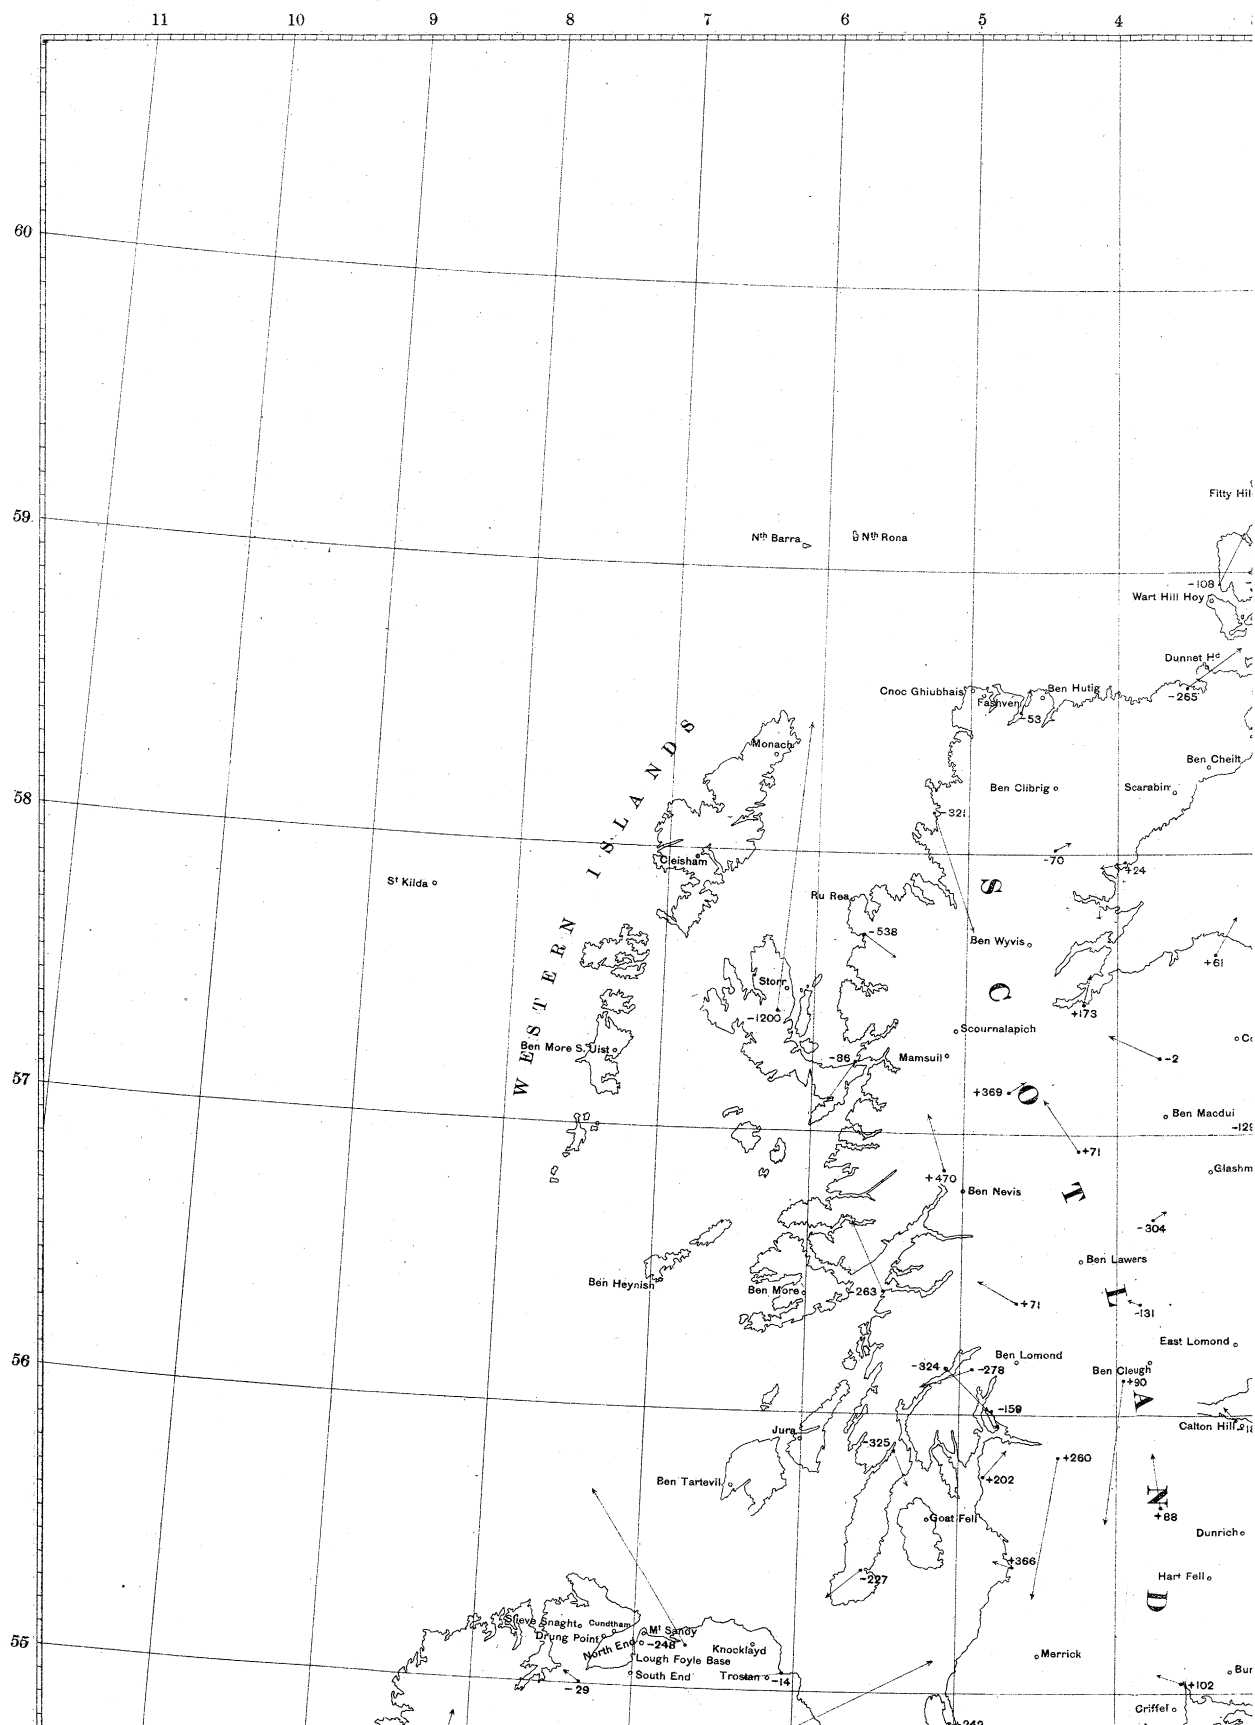 11 10 9 8 7 6 5 4
60
Fitty Hil
59
Nth Barra
Nth Rona
-108
Wart Hill Hoy
Dunnet Hd
-265
Cnoc Ghiubhais
Fashven
Ben Hutig
-53
Monach
Ben Cheilt
Ben Clibrig
Scarabin
58
-321
-70
+24
Cleisham
St Kilda
Ru Rea
-538
Ben Wyvis
+61
WESTERN ISLANDS
SCOTLAND
Storr
-1200
+173
Scournalapich
Ben More S. Uist
-86
Mamsuil
-2
57
+369
Ben Macdui
-129
+71
Glashm
+470
Ben Nevis
-304
Ben Lawers
Ben Heynish
Ben More
-263
+71
-131
East Lomond
56
-324
-278
Ben Lomond
Ben Cleugh
+90
-159
Calton Hill
Jura
-325
+260
Ben Tartevil
+202
+88
Goat Fell
Dunrich
+366
-227
Hart Fell
Slieve Snaght
Cundtham
Drung Point
Mt Sandy
North End
-248
Knocklayd
55
Lough Foyle Base
South End
Trostan
-14
-29
Merrick
Bur
+102
Criffel
+242